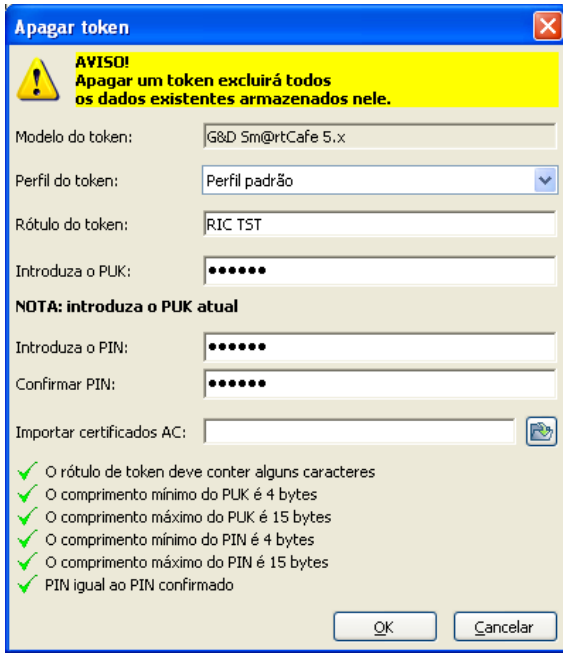 Apagar token
AVISO!
Apagar um token excluirá todos
os dados existentes armazenados nele.
Modelo do token: G&D Sm@rtCafe 5.x
Perfil do token: Perfil padrão
Rótulo do token: RIC TST
Introduza o PUK: ●●●●●●
NOTA: introduza o PUK atual
Introduza o PIN: ●●●●●●
Confirmar PIN: ●●●●●●
Importar certificados AC:
O rótulo de token deve conter alguns caracteres
O comprimento mínimo do PUK é 4 bytes
O comprimento máximo do PUK é 15 bytes
O comprimento mínimo do PIN é 4 bytes
O comprimento máximo do PIN é 15 bytes
PIN igual ao PIN confirmado
OK Cancelar